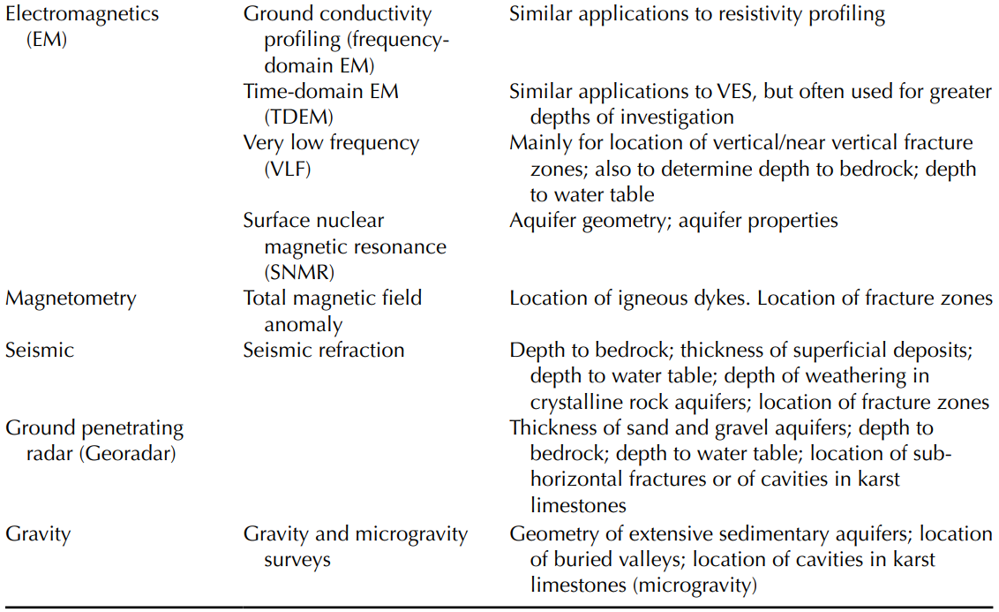 Electromagnetics (EM)
Ground conductivity profiling (frequency-domain EM)
Similar applications to resistivity profiling
Time-domain EM (TDEM)
Similar applications to VES, but often used for greater depths of investigation
Very low frequency (VLF)
Mainly for location of vertical/near vertical fracture zones; also to determine depth to bedrock; depth to water table
Surface nuclear magnetic resonance (SNMR)
Aquifer geometry; aquifer properties
Magnetometry
Total magnetic field anomaly
Location of igneous dykes. Location of fracture zones
Seismic
Seismic refraction
Depth to bedrock; thickness of superficial deposits; depth to water table; depth of weathering in crystalline rock aquifers; location of fracture zones
Ground penetrating radar (Georadar)
Thickness of sand and gravel aquifers; depth to bedrock; depth to water table; location of sub-horizontal fractures or of cavities in karst limestones
Gravity
Gravity and microgravity surveys
Geometry of extensive sedimentary aquifers; location of buried valleys; location of cavities in karst limestones (microgravity)